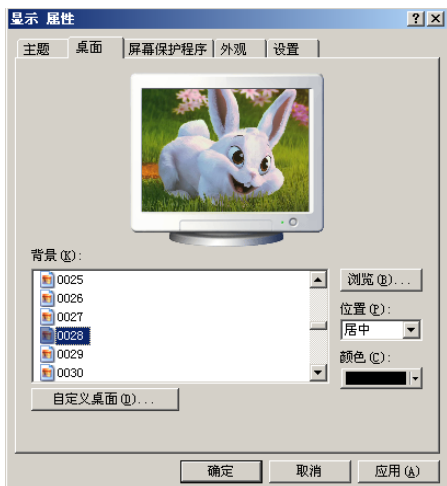 显示 属性
主题 桌面 屏幕保护程序 外观 设置
背景(K):
0025
0026
0027
0028
0029
0030
浏览(B)...
位置(P):
居中
颜色(C):
自定义桌面(D)...
确定 取消 应用(A)